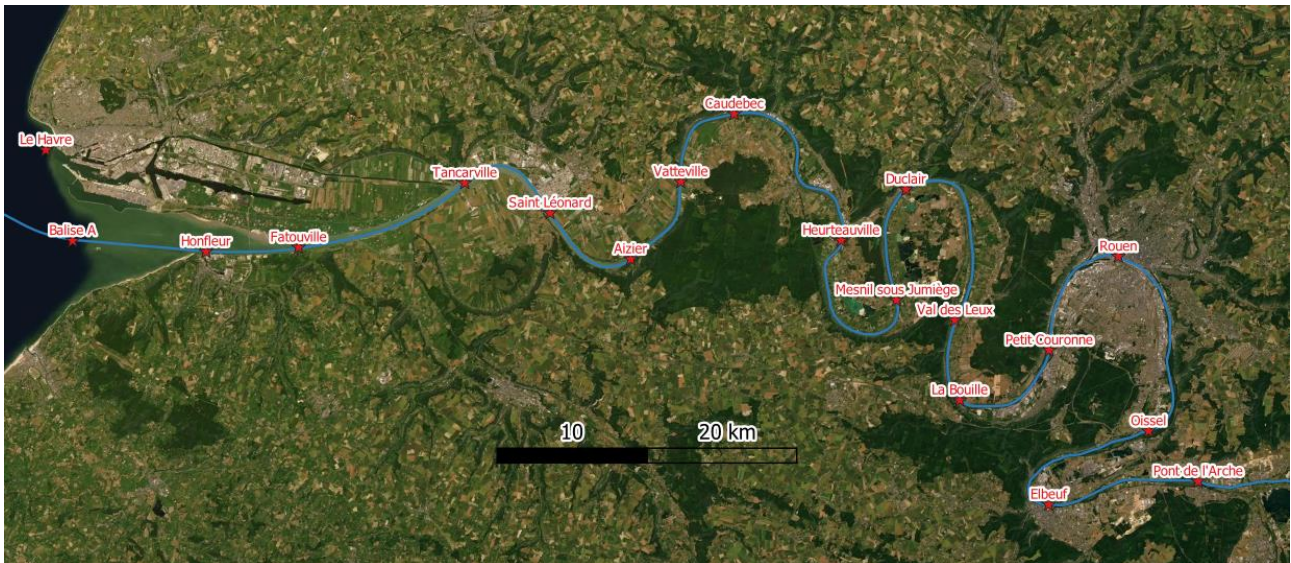 Caudebec
Le Havre
Tancarville
Vatteville
Duclair
Saint Léonard
Balise A
Honfleur
Fatouville
Aizier
Heurteauville
Rouen
Mesnil sous Jumiège
Val des Leux
Petit Couronne
La Bouille
Oissel
10 20 km
Pont de l'Arche
Elbeuf